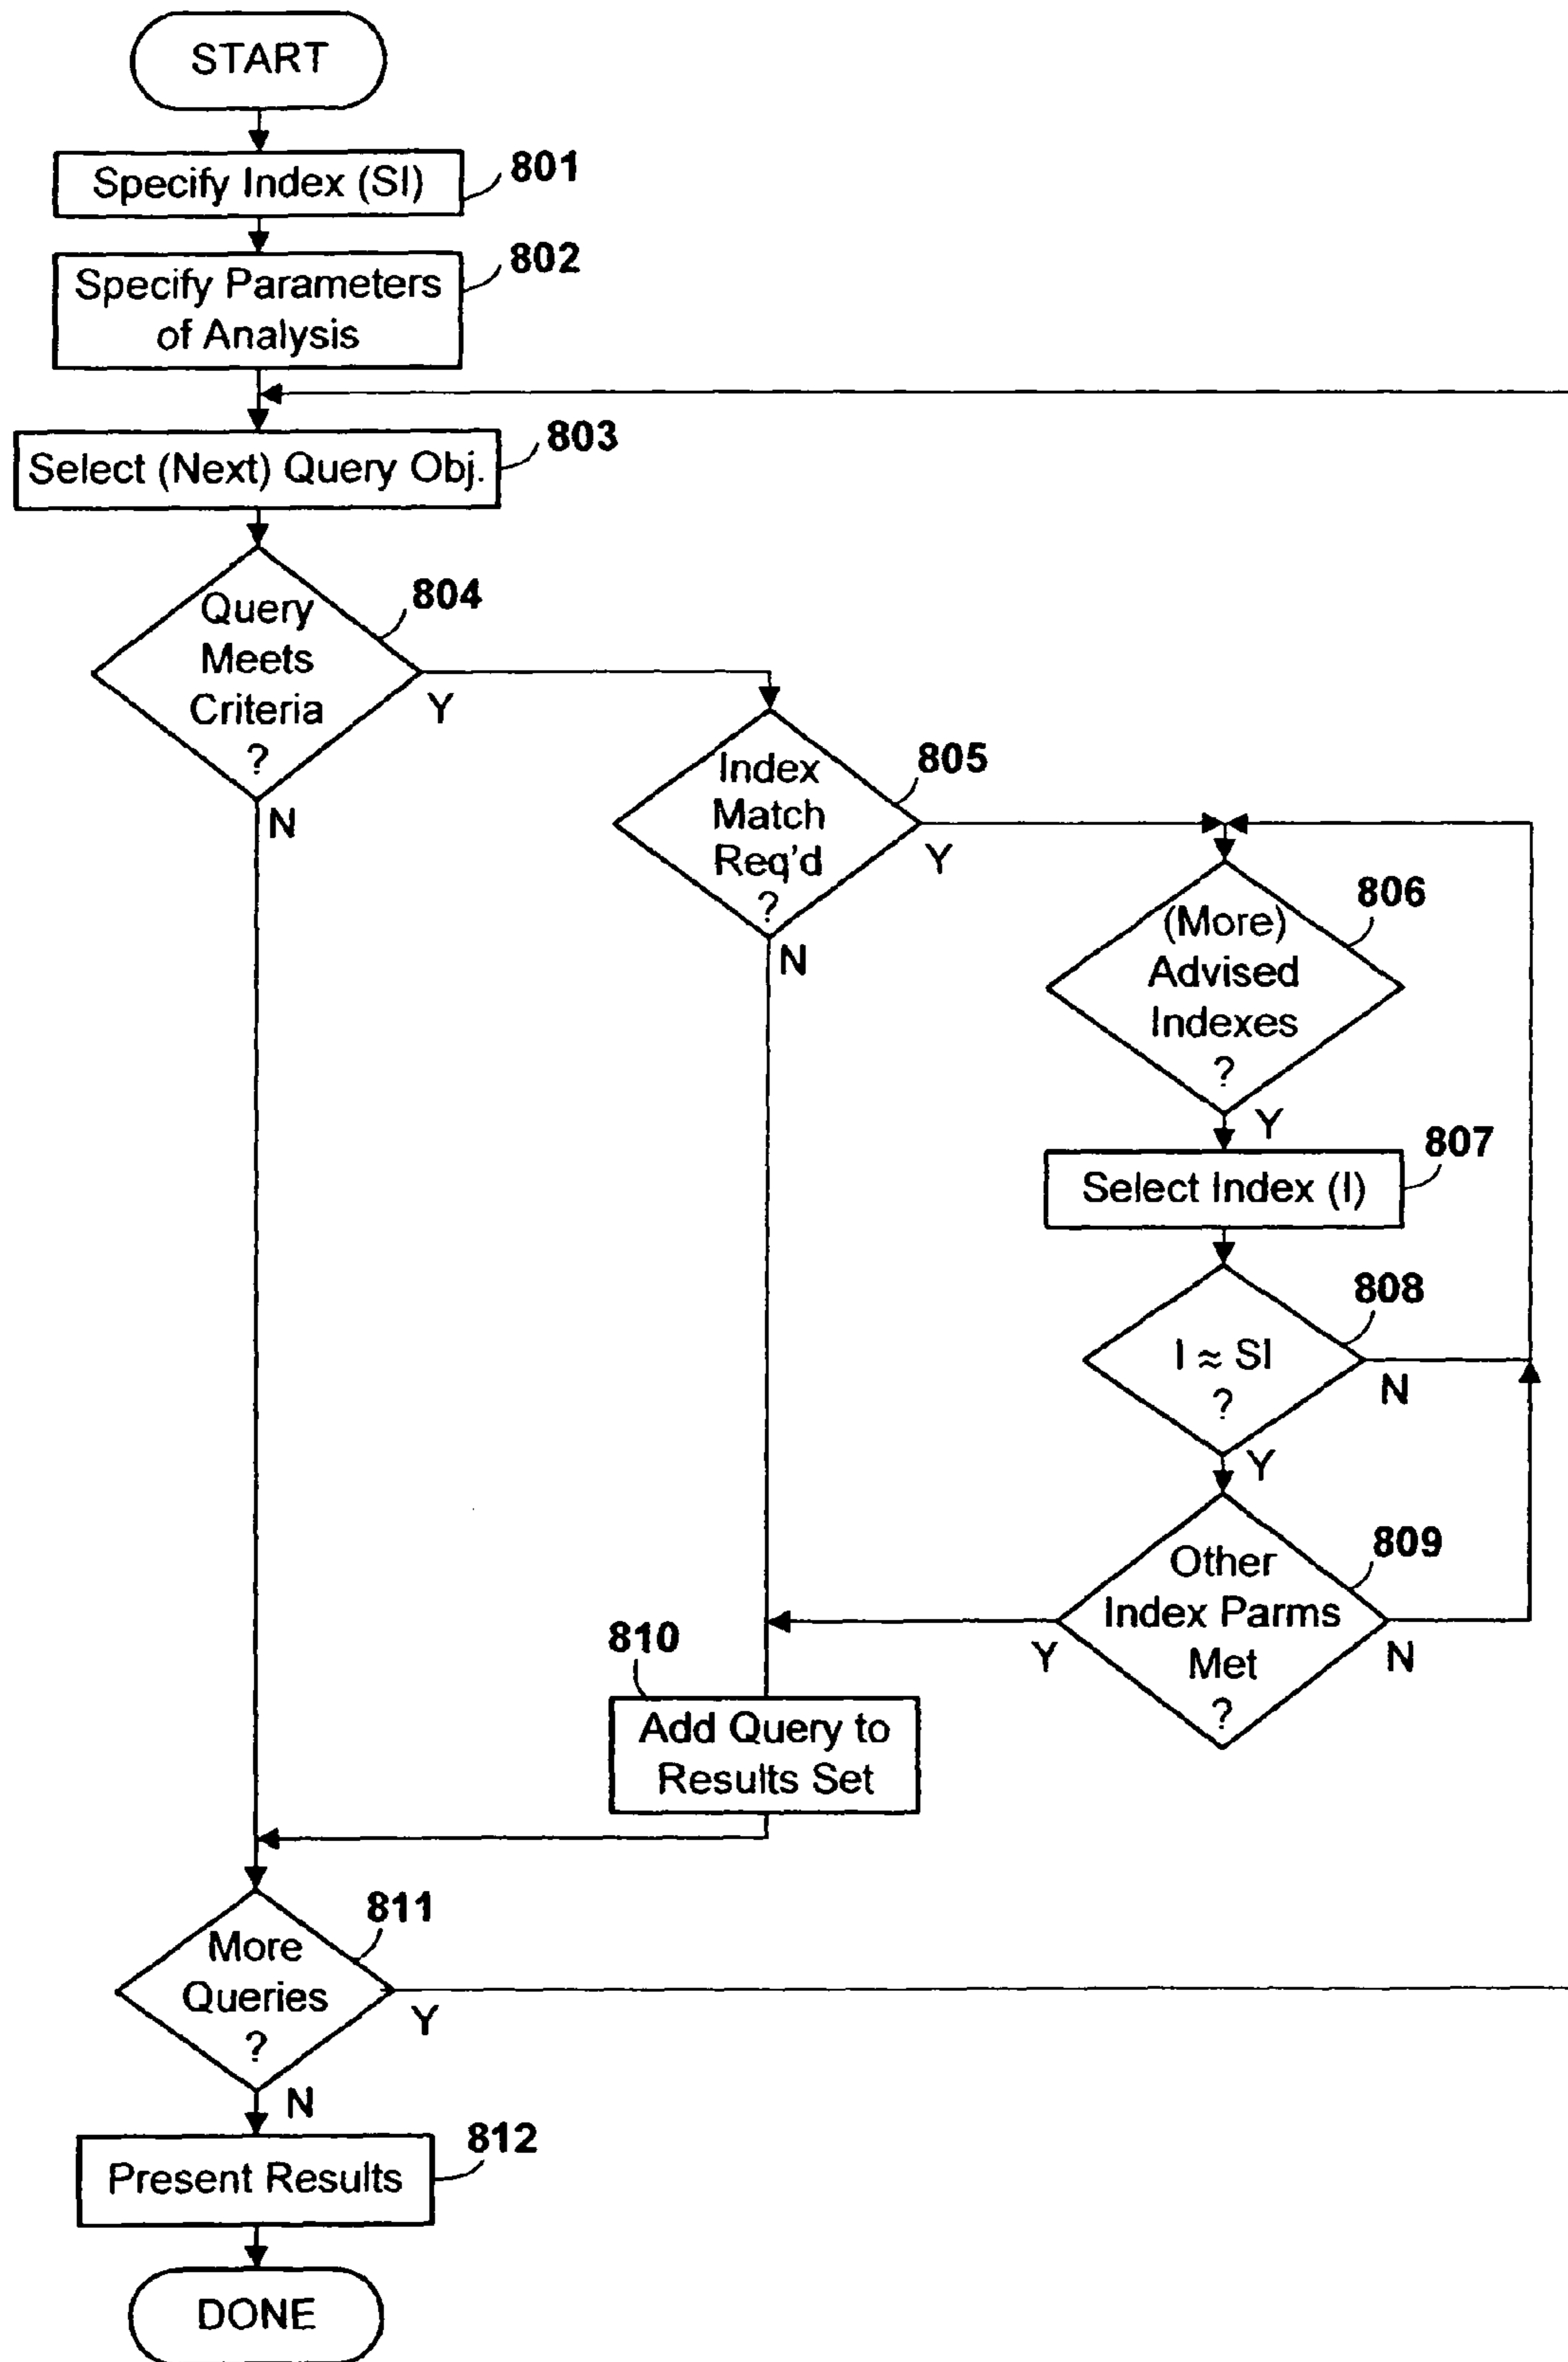 START
Specify Index (SI)
801
Specify Parameters
of Analysis
802
Select (Next) Query Obj.
803
Query
Meets
Criteria
?
804
Y
N
Index
Match
Req'd
?
805
Y
N
(More)
Advised
Indexes
?
806
Y
Select Index (I)
807
I ≈ SI
?
808
N
Y
Other
Index Parms
Met
?
809
Y
N
810
Add Query to
Results Set
More
Queries
?
811
Y
N
Present Results
812
DONE